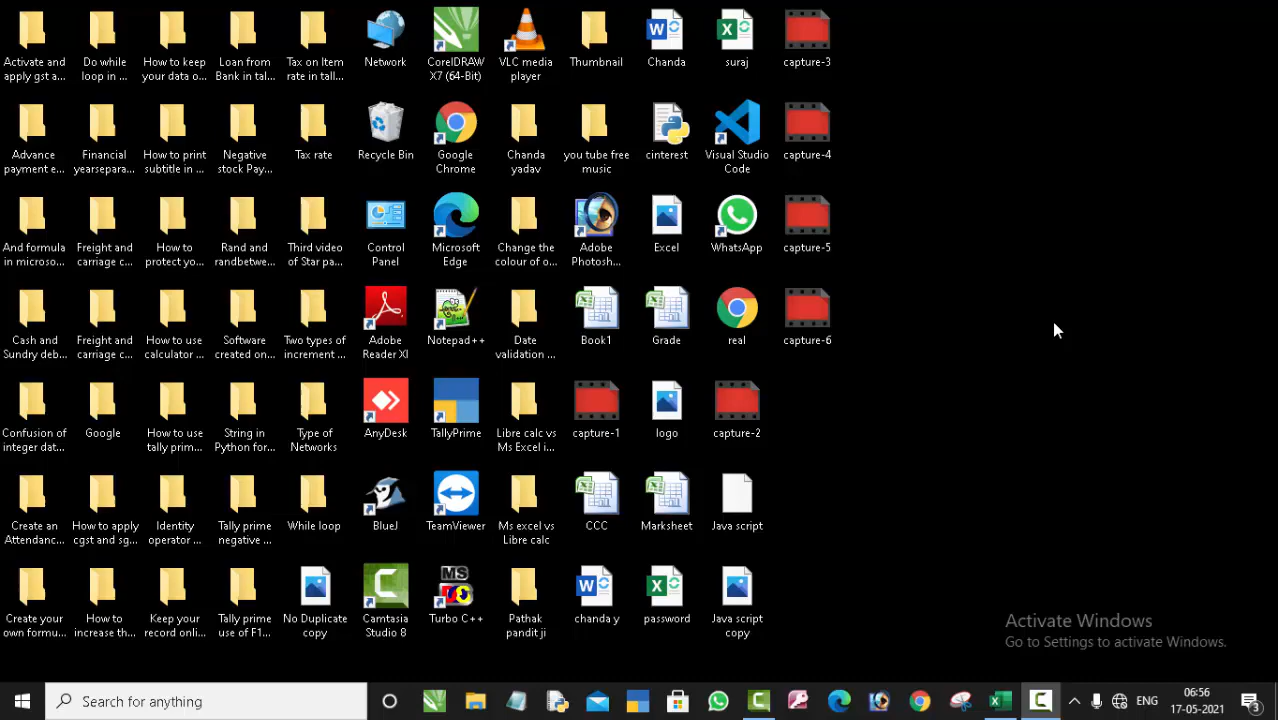 Activate and
apply gst a...
Do while
loop in ...
How to keep
your data o...
Loan from
Bank in tal...
Tax on Item
rate in tall...
Network
CorelDRAW
X7 (64-Bit)
VLC media
player
Thumbnail
Chanda
suraj
capture-3
Advance
payment e...
Financial
yearsepara...
How to print
subtitle in ...
Negative
stock Pay...
Tax rate
Recycle Bin
Google
Chrome
Chanda
yadav
you tube free
music
cinterest
Visual Studio
Code
capture-4
And formula
in microso...
Freight and
carriage c...
How to
protect yo...
Rand and
randbetwe...
Third video
of Star pa...
Control
Panel
Microsoft
Edge
Change the
colour of o...
Adobe
Photosh...
Excel
WhatsApp
capture-5
Cash and
Sundry deb...
Freight and
carriage c...
How to use
calculator ...
Software
created on...
Two types of
increment ...
Adobe
Reader XI
Notepad++
Date
validation ...
Book1
Grade
real
capture-6
Confusion of
integer dat...
Google
How to use
tally prim...
String in
Python for...
Type of
Networks
AnyDesk
TallyPrime
Libre calc vs
Ms Excel i...
capture-1
logo
capture-2
Create an
Attendanc...
How to apply
cgst and sg...
Identity
operator ...
Tally prime
negative ...
While loop
BlueJ
TeamViewer
Ms excel vs
Libre calc
CCC
Marksheet
Java script
Create your
own formu...
How to
increase th...
Keep your
record onli...
Tally prime
use of F1...
No Duplicate
copy
Camtasia
Studio 8
MS
Turbo C++
Pathak
pandit ji
chanda y
password
Java script
copy
Activate Windows
Go to Settings to activate Windows.
Search for anything
ENG
06:56
17-05-2021
3